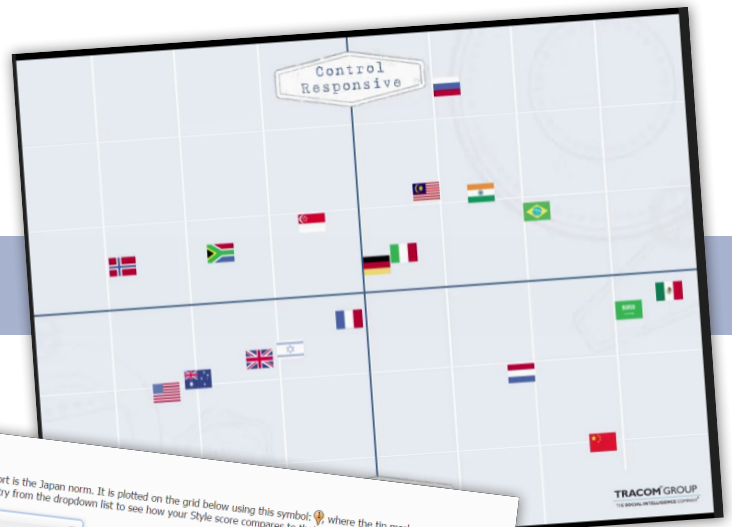 Control
Responsive
TRACOM GROUP
THE SOCIAL INTELLIGENCE COMPANY
ort is the Japan norm. It is plotted on the grid below using this symbol: , where the tip
try from the dropdown list to see how your Style score compares to